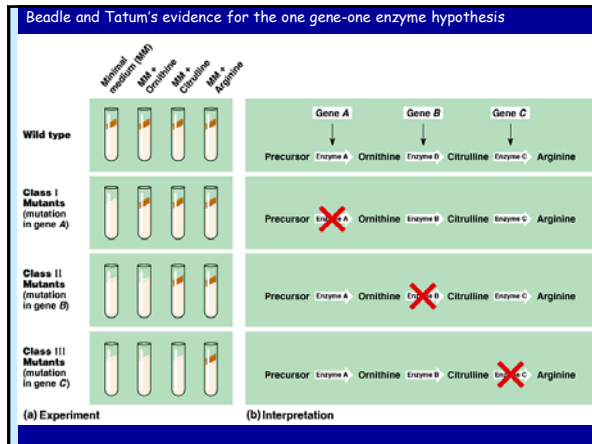 Beadle and Tatum's evidence for the one gene-one enzyme hypothesis
Minimal
medium (MM)
MM +
Ornithine
MM +
Citrulline
MM +
Arginine
Wild type
Gene A
Gene B
Gene C
Precursor Enzyme A Ornithine Enzyme B Citrulline Enzyme C Arginine
Class I
Mutants
(mutation
in gene A)
Precursor Enzyme A Ornithine Enzyme B Citrulline Enzyme C Arginine
Class II
Mutants
(mutation
in gene B)
Precursor Enzyme A Ornithine Enzyme B Citrulline Enzyme C Arginine
Class III
Mutants
(mutation
in gene C)
Precursor Enzyme A Ornithine Enzyme B Citrulline Enzyme C Arginine
(a) Experiment
(b) Interpretation